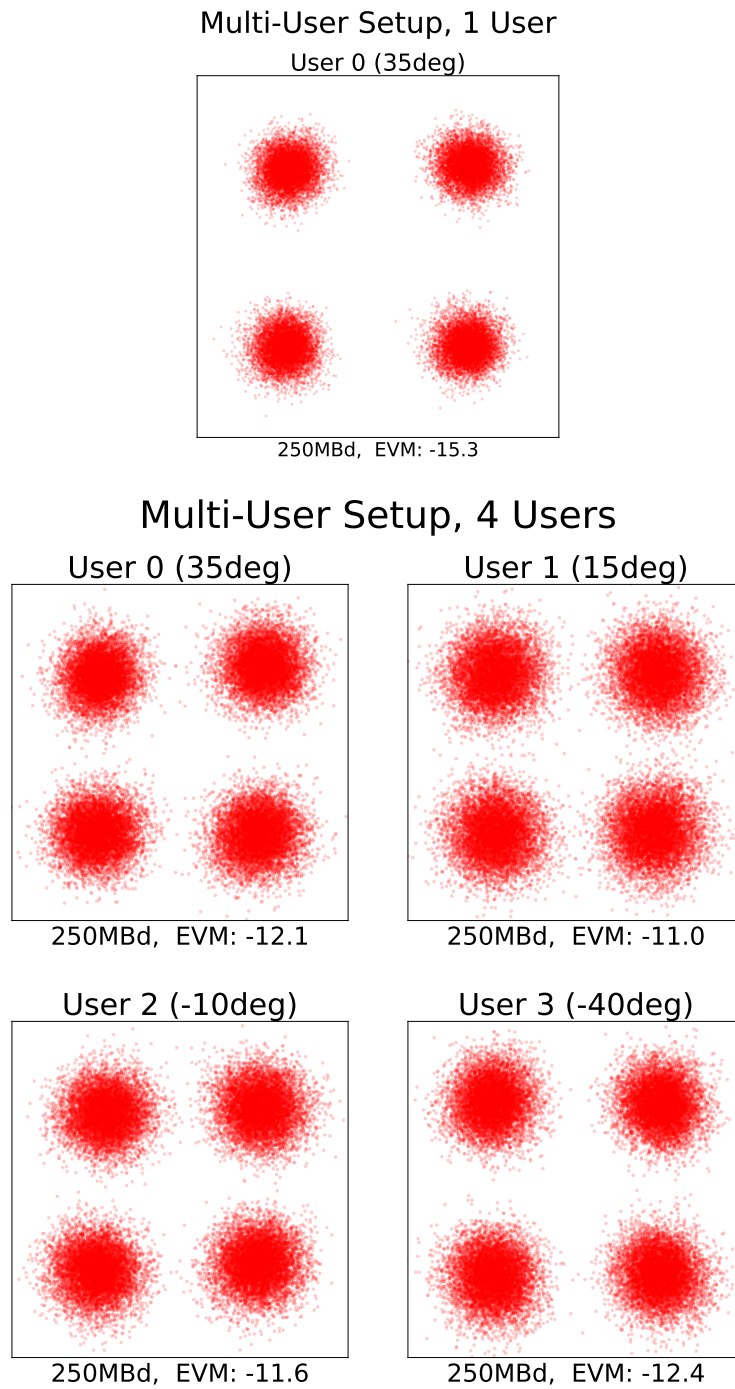 Multi-User Setup, 1 User
User 0 (35deg)
250MBd,  EVM: -15.3
Multi-User Setup, 4 Users
User 0 (35deg)
User 1 (15deg)
250MBd,  EVM: -12.1
250MBd,  EVM: -11.0
User 2 (-10deg)
User 3 (-40deg)
250MBd,  EVM: -11.6
250MBd,  EVM: -12.4